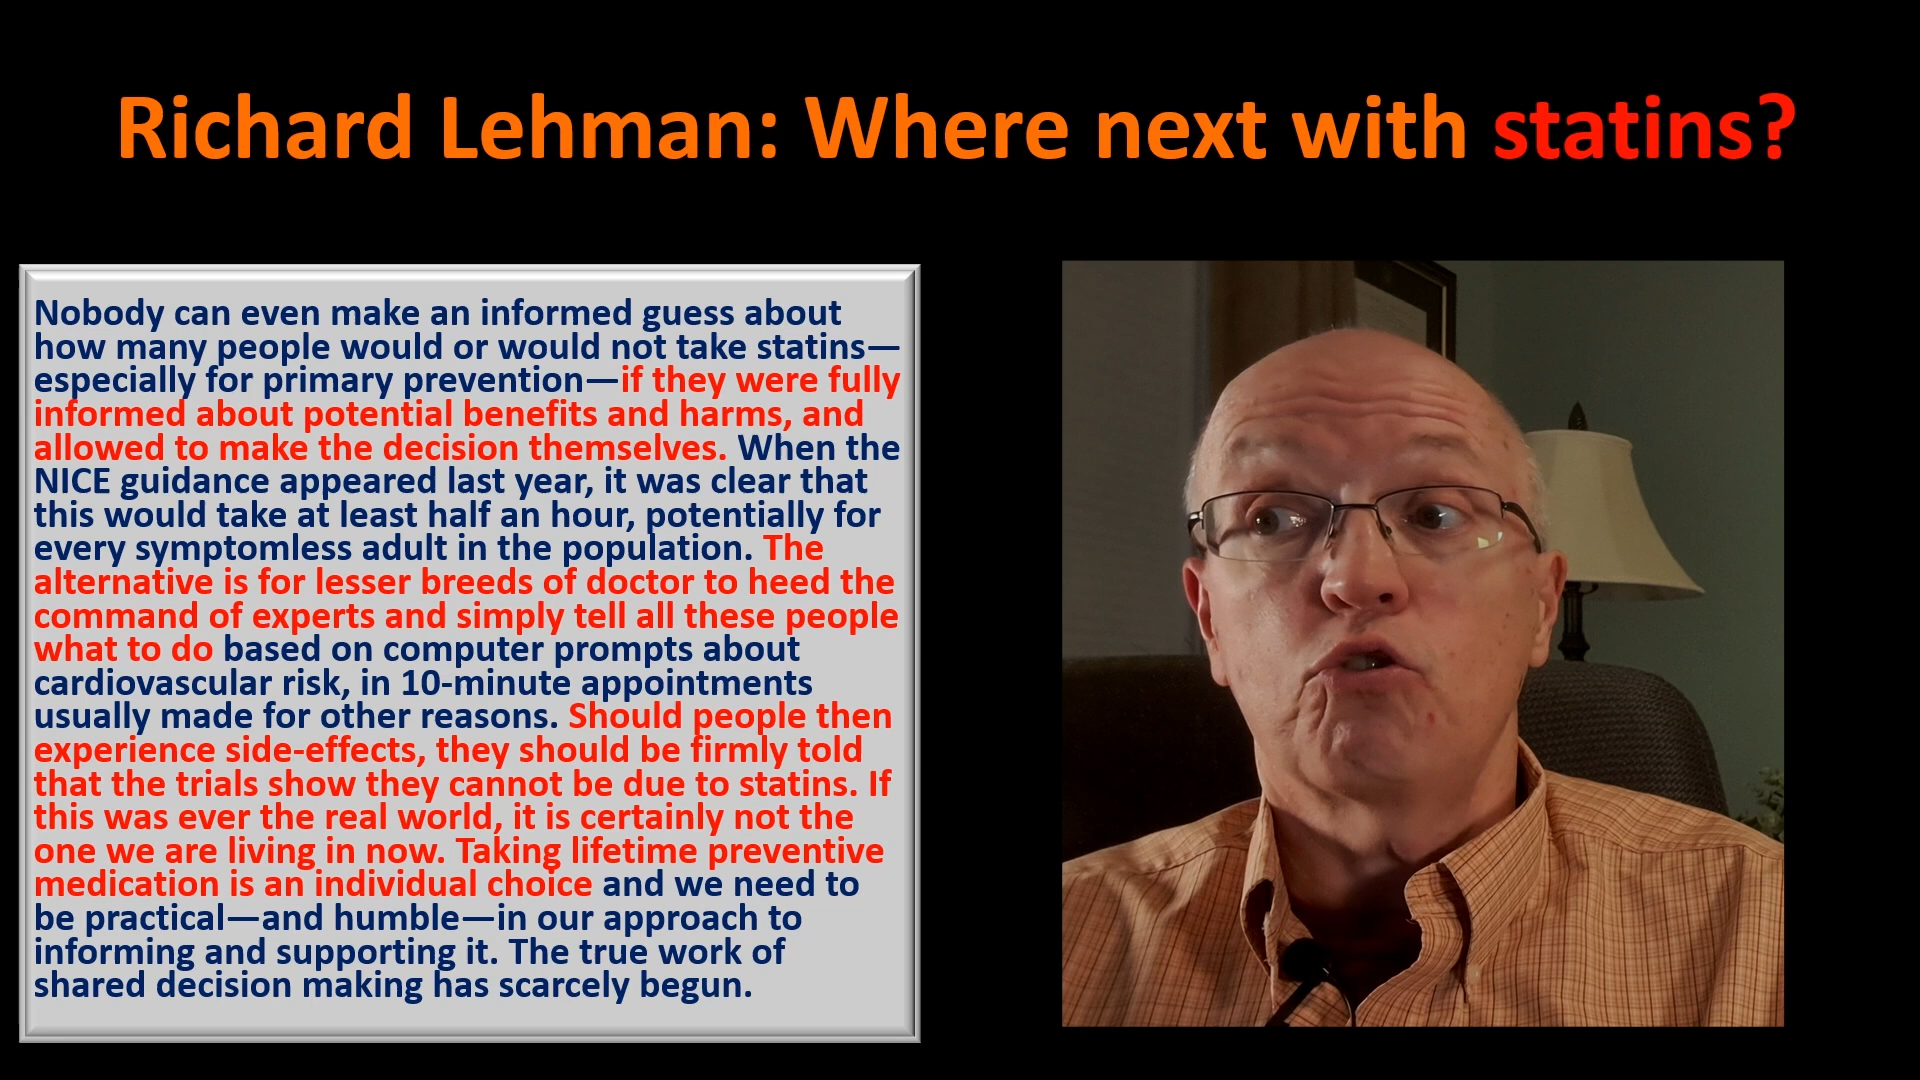 Richard Lehman: Where next with statins?
Nobody can even make an informed guess about
how many people would or would not take statins—
especially for primary prevention—if they were fully
informed about potential benefits and harms, and
allowed to make the decision themselves. When the
NICE guidance appeared last year, it was clear that
this would take at least half an hour, potentially for
every symptomless adult in the population. The
alternative is for lesser breeds of doctor to heed the
command of experts and simply tell all these people
what to do based on computer prompts about
cardiovascular risk, in 10-minute appointments
usually made for other reasons. Should people then
experience side-effects, they should be firmly told
that the trials show they cannot be due to statins. If
this was ever the real world, it is certainly not the
one we are living in now. Taking lifetime preventive
medication is an individual choice and we need to
be practical—and humble—in our approach to
informing and supporting it. The true work of
shared decision making has scarcely begun.